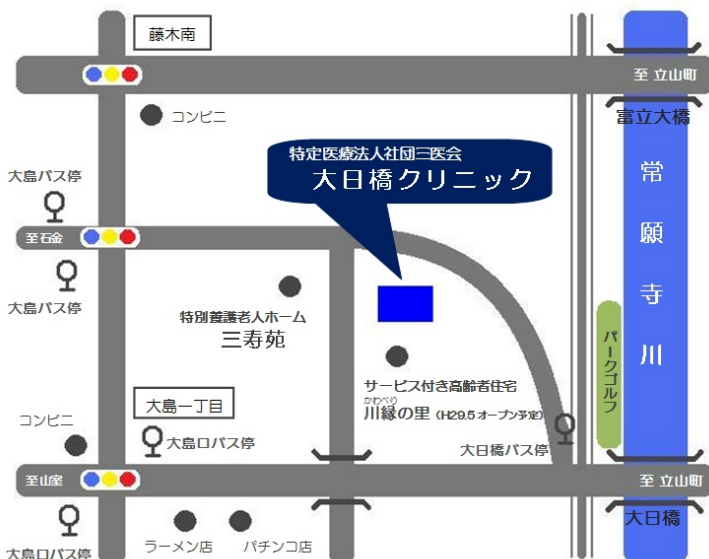 藤木南
至 立山町
コンビニ
富立大橋
特定医療法人社団三医会
大日橋クリニック
大島バス停
常願寺川
至石金
大島バス停
特別養護老人ホーム
三寿苑
パークゴルフ
サービス付き高齢者住宅
かわべり
川縁の里（H29.5オープン予定）
大島一丁目
コンビニ
大島口バス停
大日橋バス停
至山室
至 立山町
大日橋
大島口バス停
ラーメン店
パチンコ店